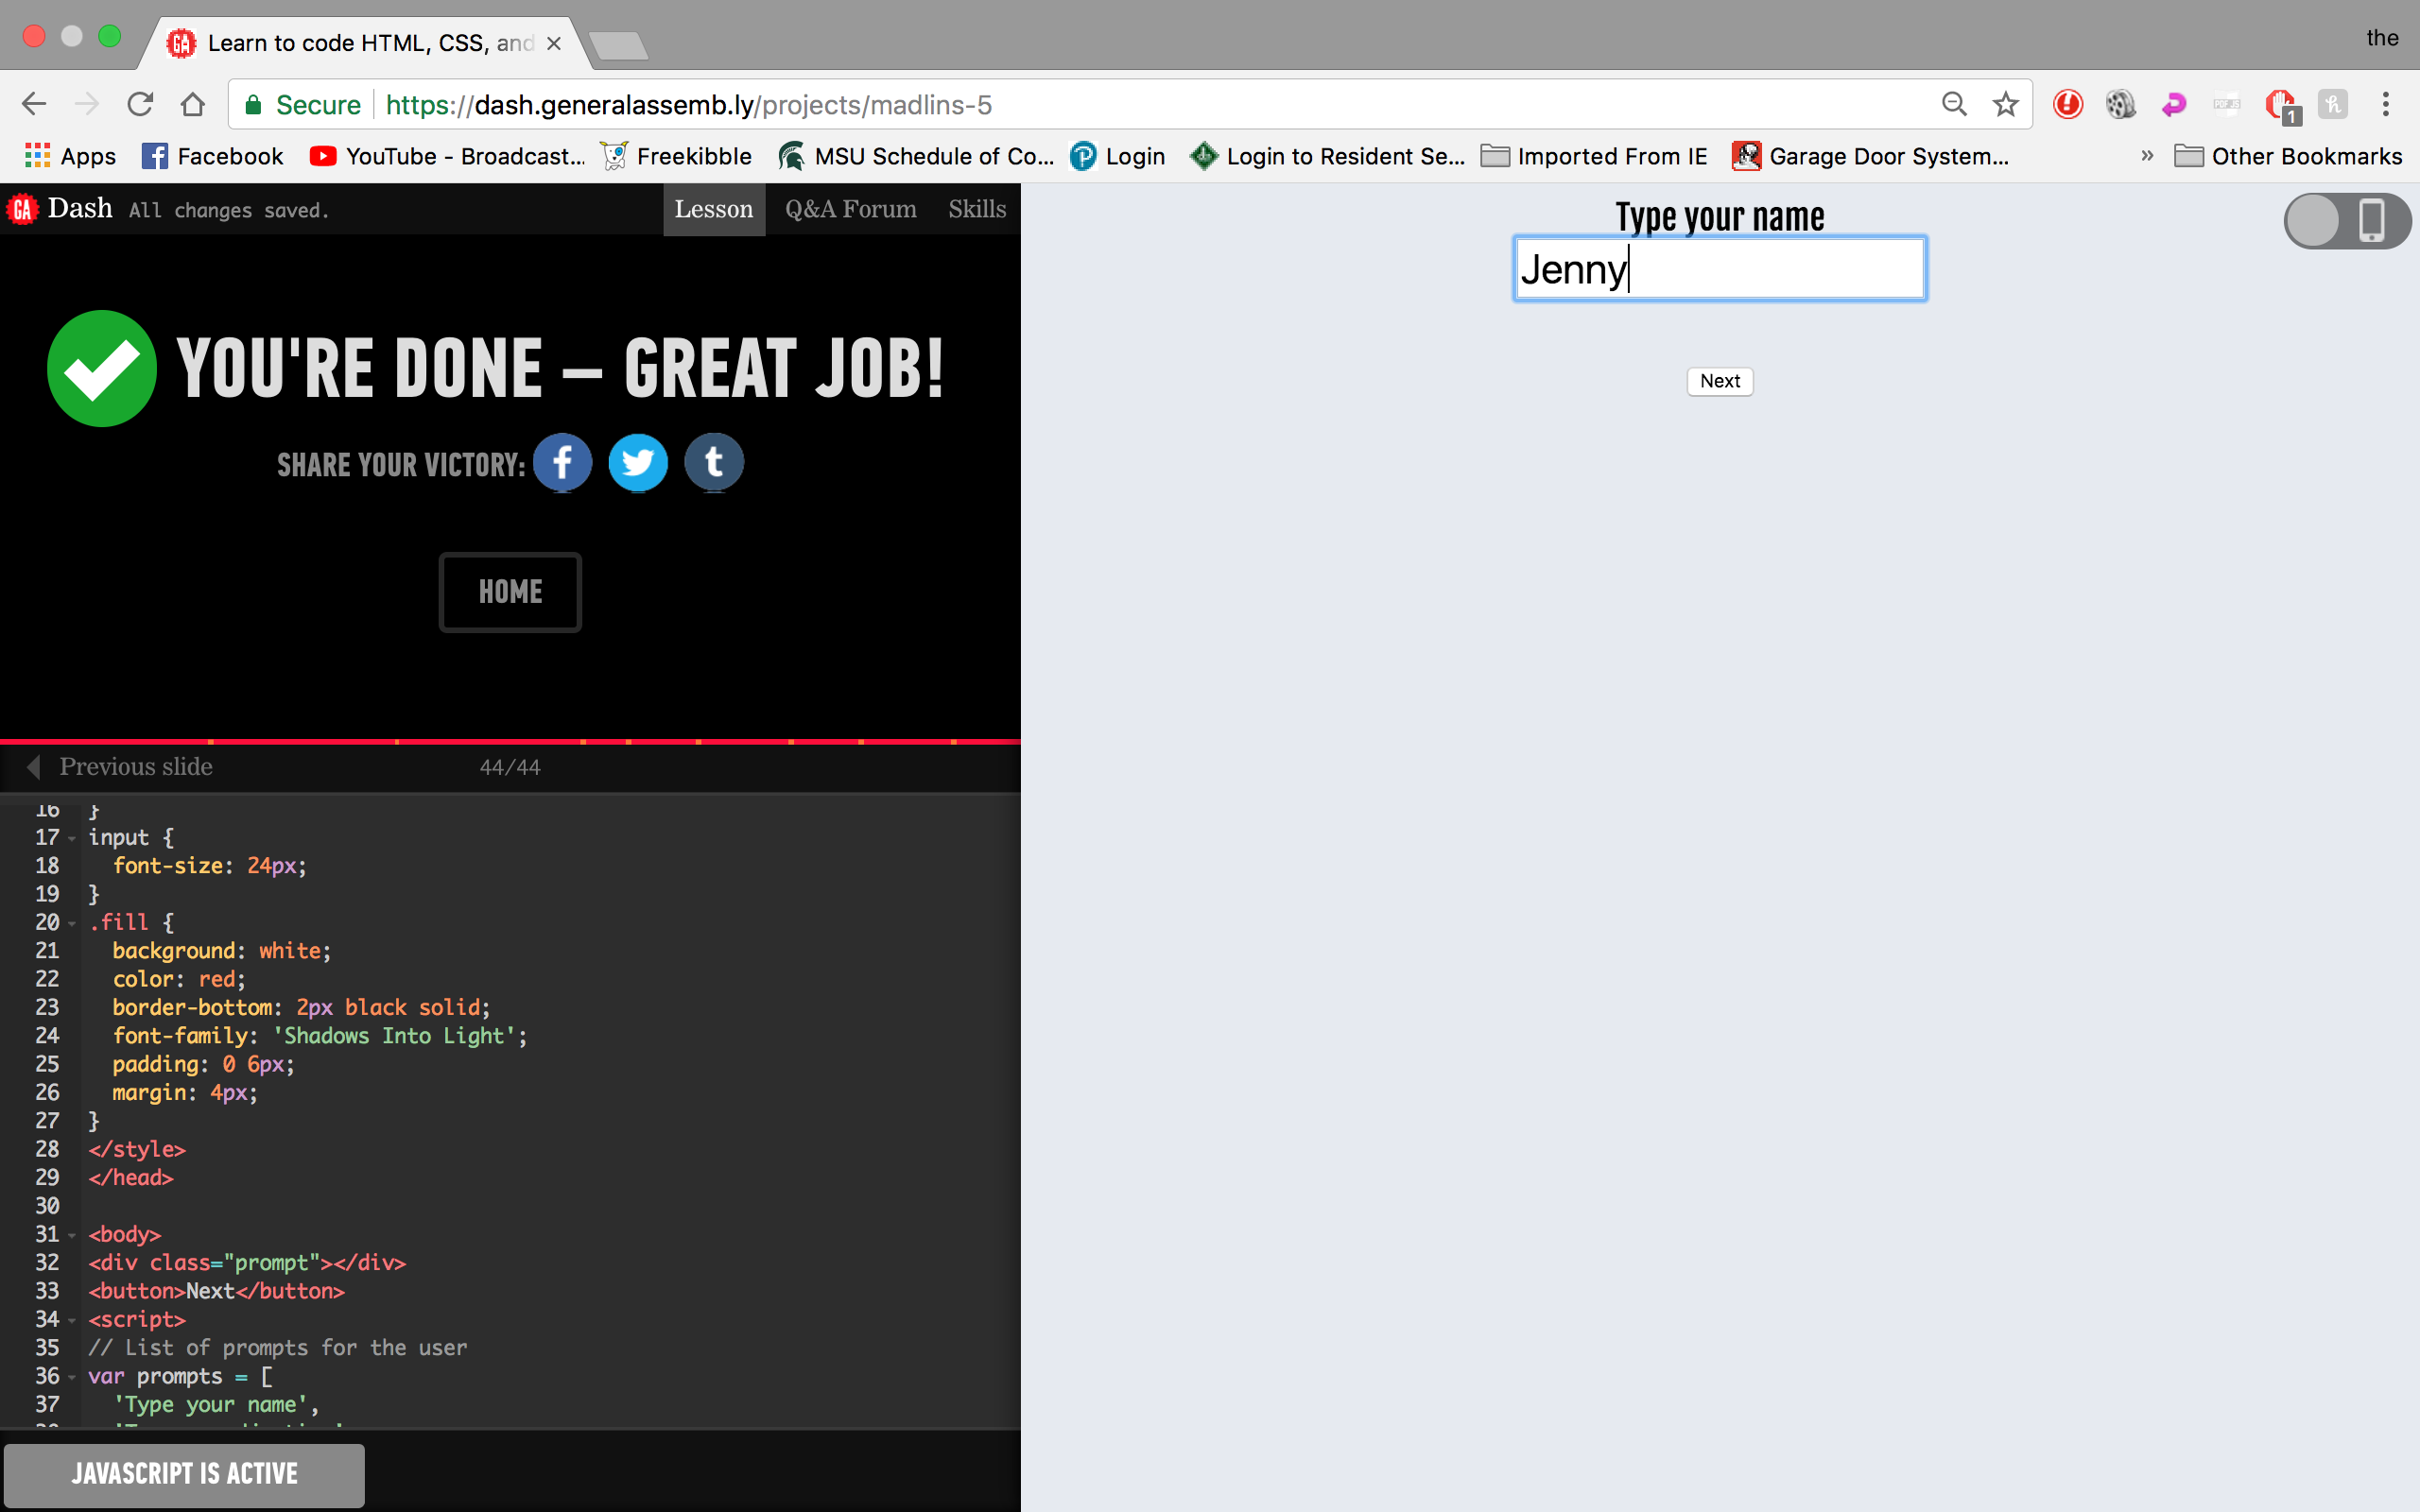 Learn to code HTML, CSS, and
the
Secure https://dash.generalassemb.ly/projects/madlins-5
1
Apps Facebook YouTube - Broadcast... Freekibble MSU Schedule of Co... Login Login to Resident Se... Imported From IE Garage Door System... » Other Bookmarks
GA Dash All changes saved. Lesson Q&A Forum Skills
YOU'RE DONE – GREAT JOB!
SHARE YOUR VICTORY:
HOME
Previous slide 44/44
16 }
17 input {
18 font-size: 24px;
19 }
20 .fill {
21 background: white;
22 color: red;
23 border-bottom: 2px black solid;
24 font-family: 'Shadows Into Light';
25 padding: 0 6px;
26 margin: 4px;
27 }
28 </style>
29 </head>
30
31 <body>
32 <div class="prompt"></div>
33 <button>Next</button>
34 <script>
35 // List of prompts for the user
36 var prompts = [
37 'Type your name',
JAVASCRIPT IS ACTIVE
Type your name
Jenny
Next